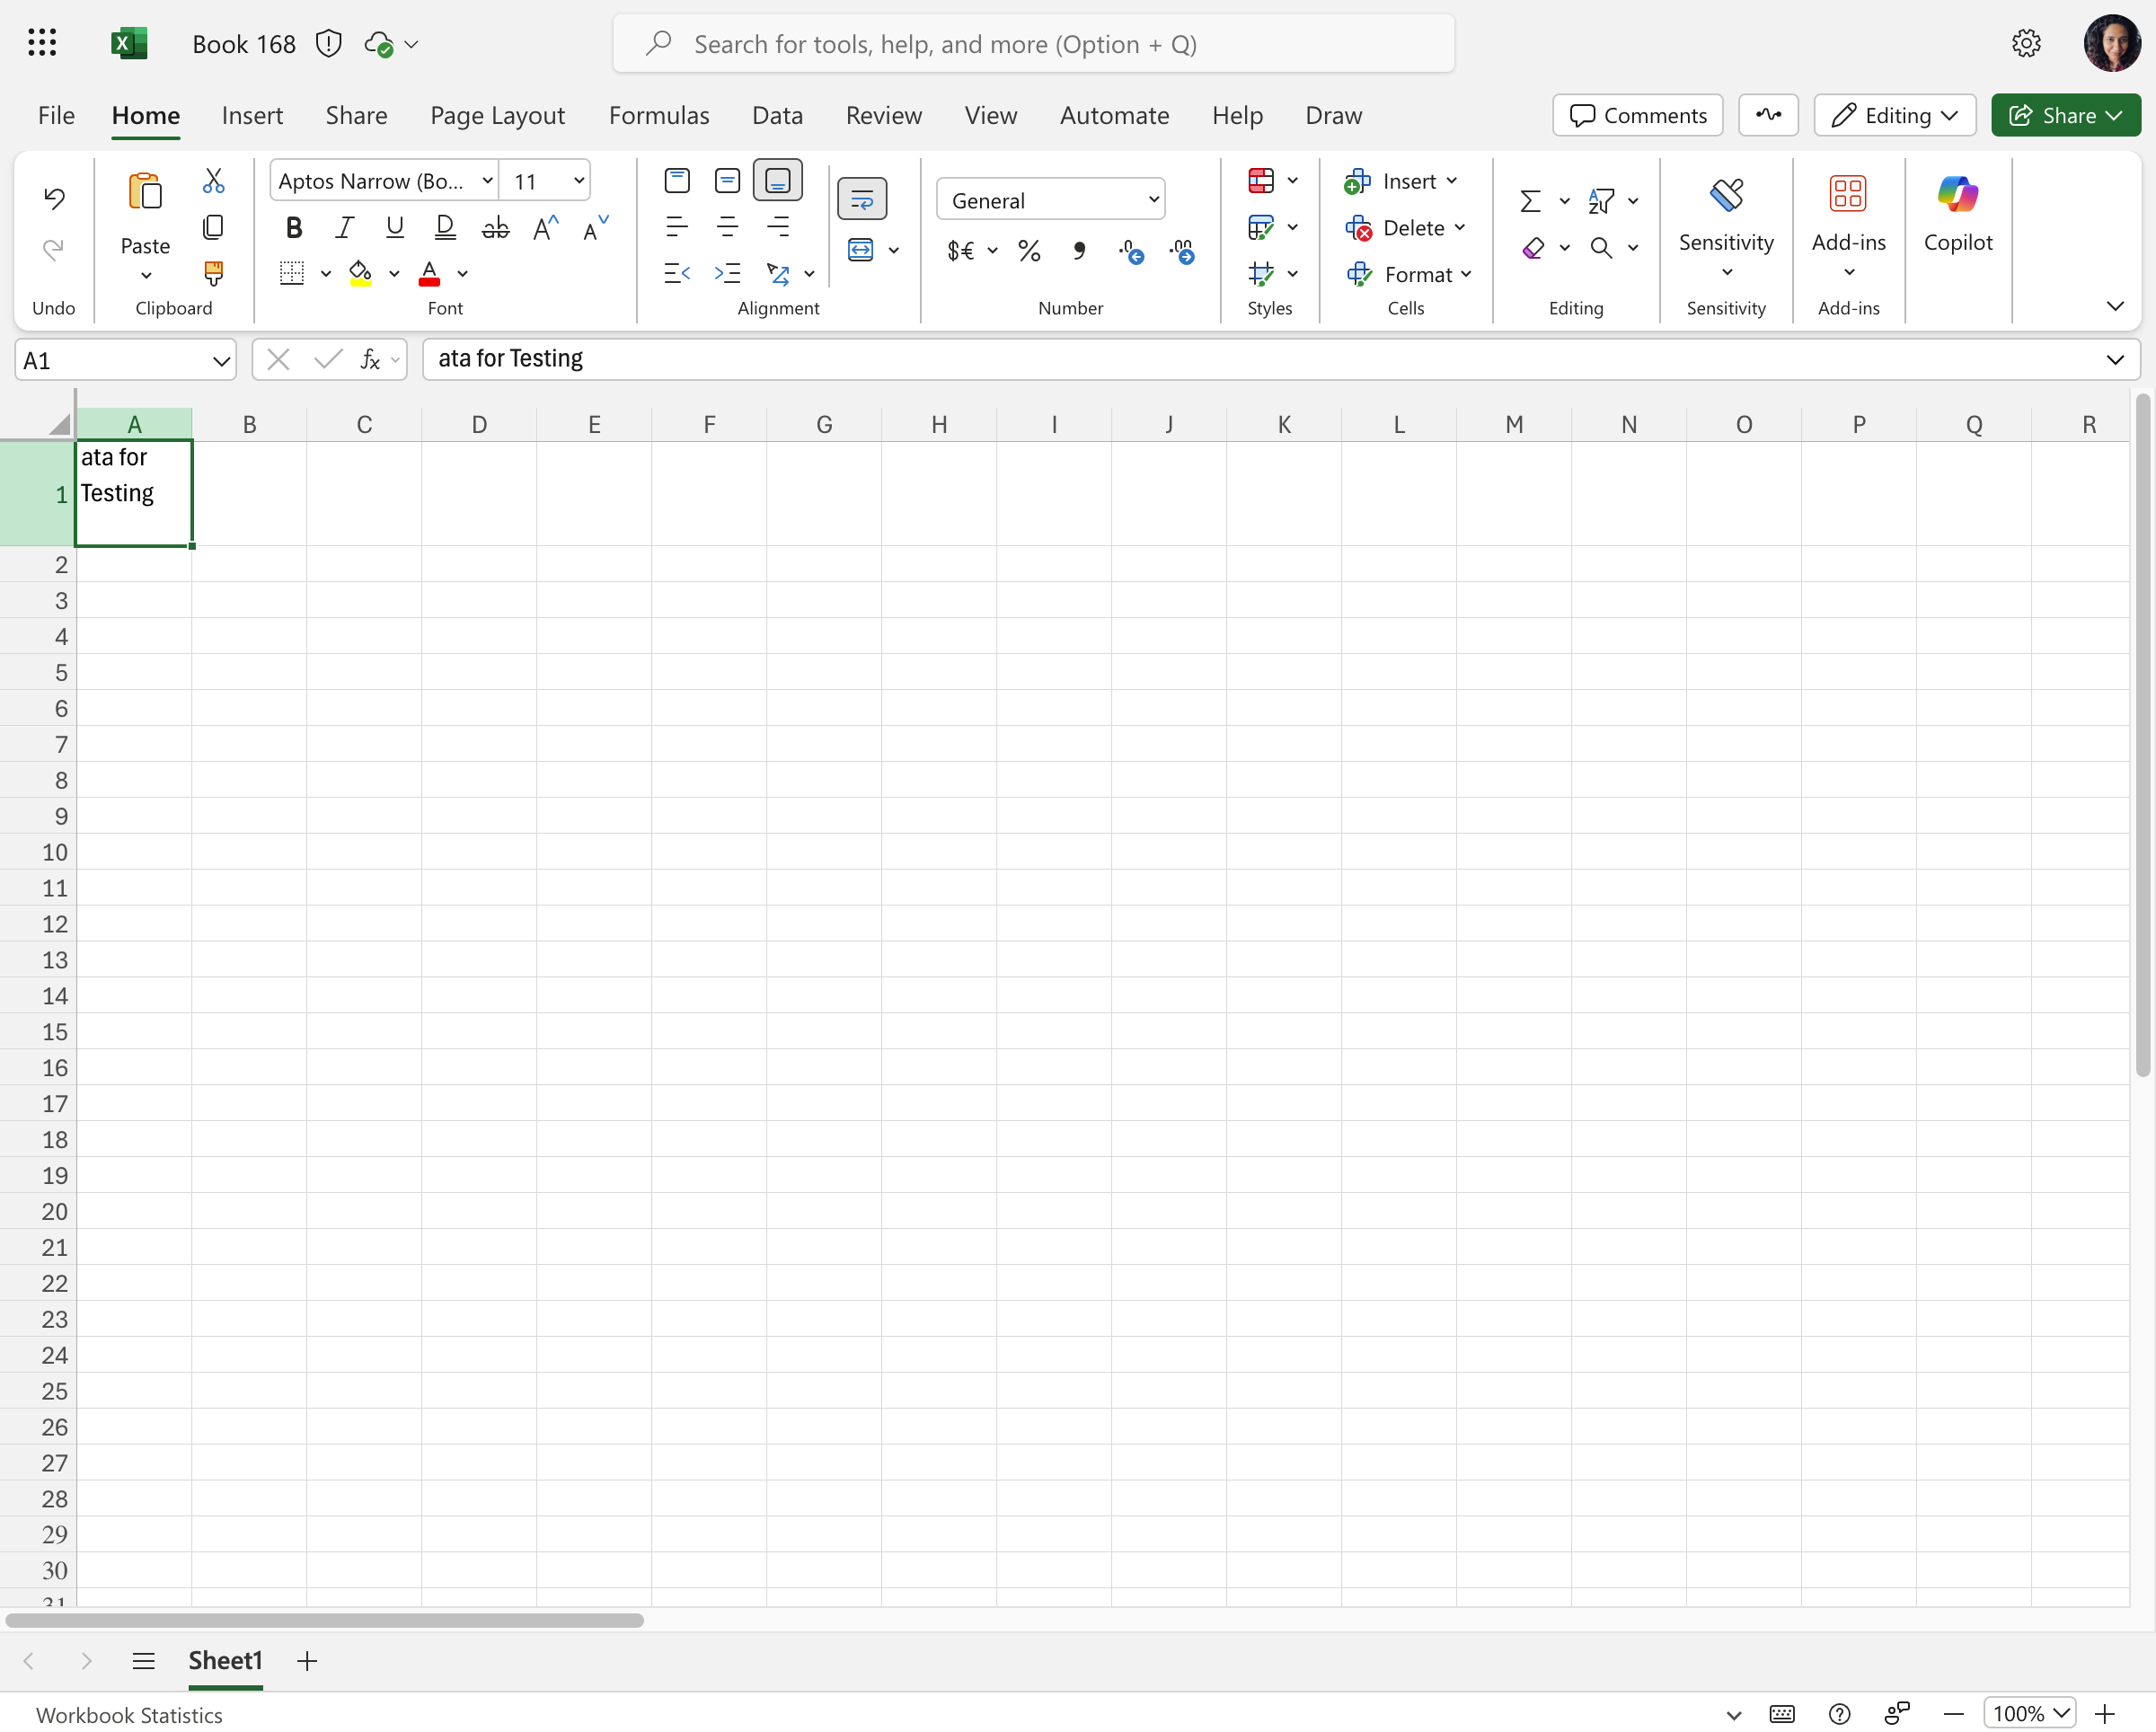 Book 168
Search for tools, help, and more (Option + Q)
File Home Insert Share Page Layout Formulas Data Review View Automate Help Draw Comments Editing Share
Undo
Paste
Clipboard
Aptos Narrow (Bo... 11
Font
Alignment
General
Number
Styles
Insert
Delete
Format
Cells
Editing
Sensitivity
Sensitivity
Add-ins
Add-ins
Copilot
A1 fx ata for Testing
A B C D E F G H I J K L M N O P Q R
1 ata for
Testing
2
3
4
5
6
7
8
9
10
11
12
13
14
15
16
17
18
19
20
21
22
23
24
25
26
27
28
29
30
31
Sheet1
Workbook Statistics 100%